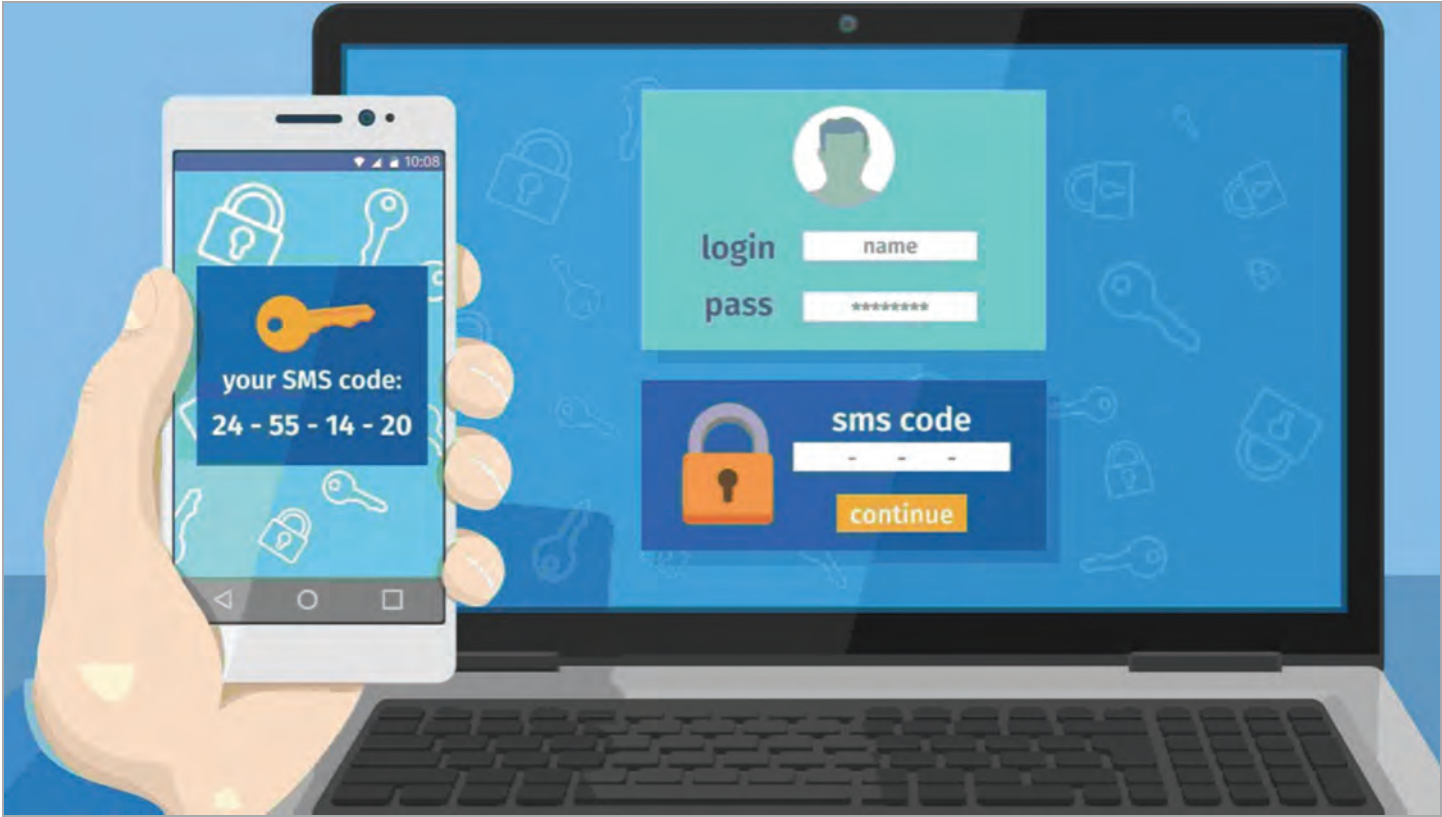 10:08
your SMS code:
24 - 55 - 14 - 20
login
name
pass
********
sms code
- - -
continue